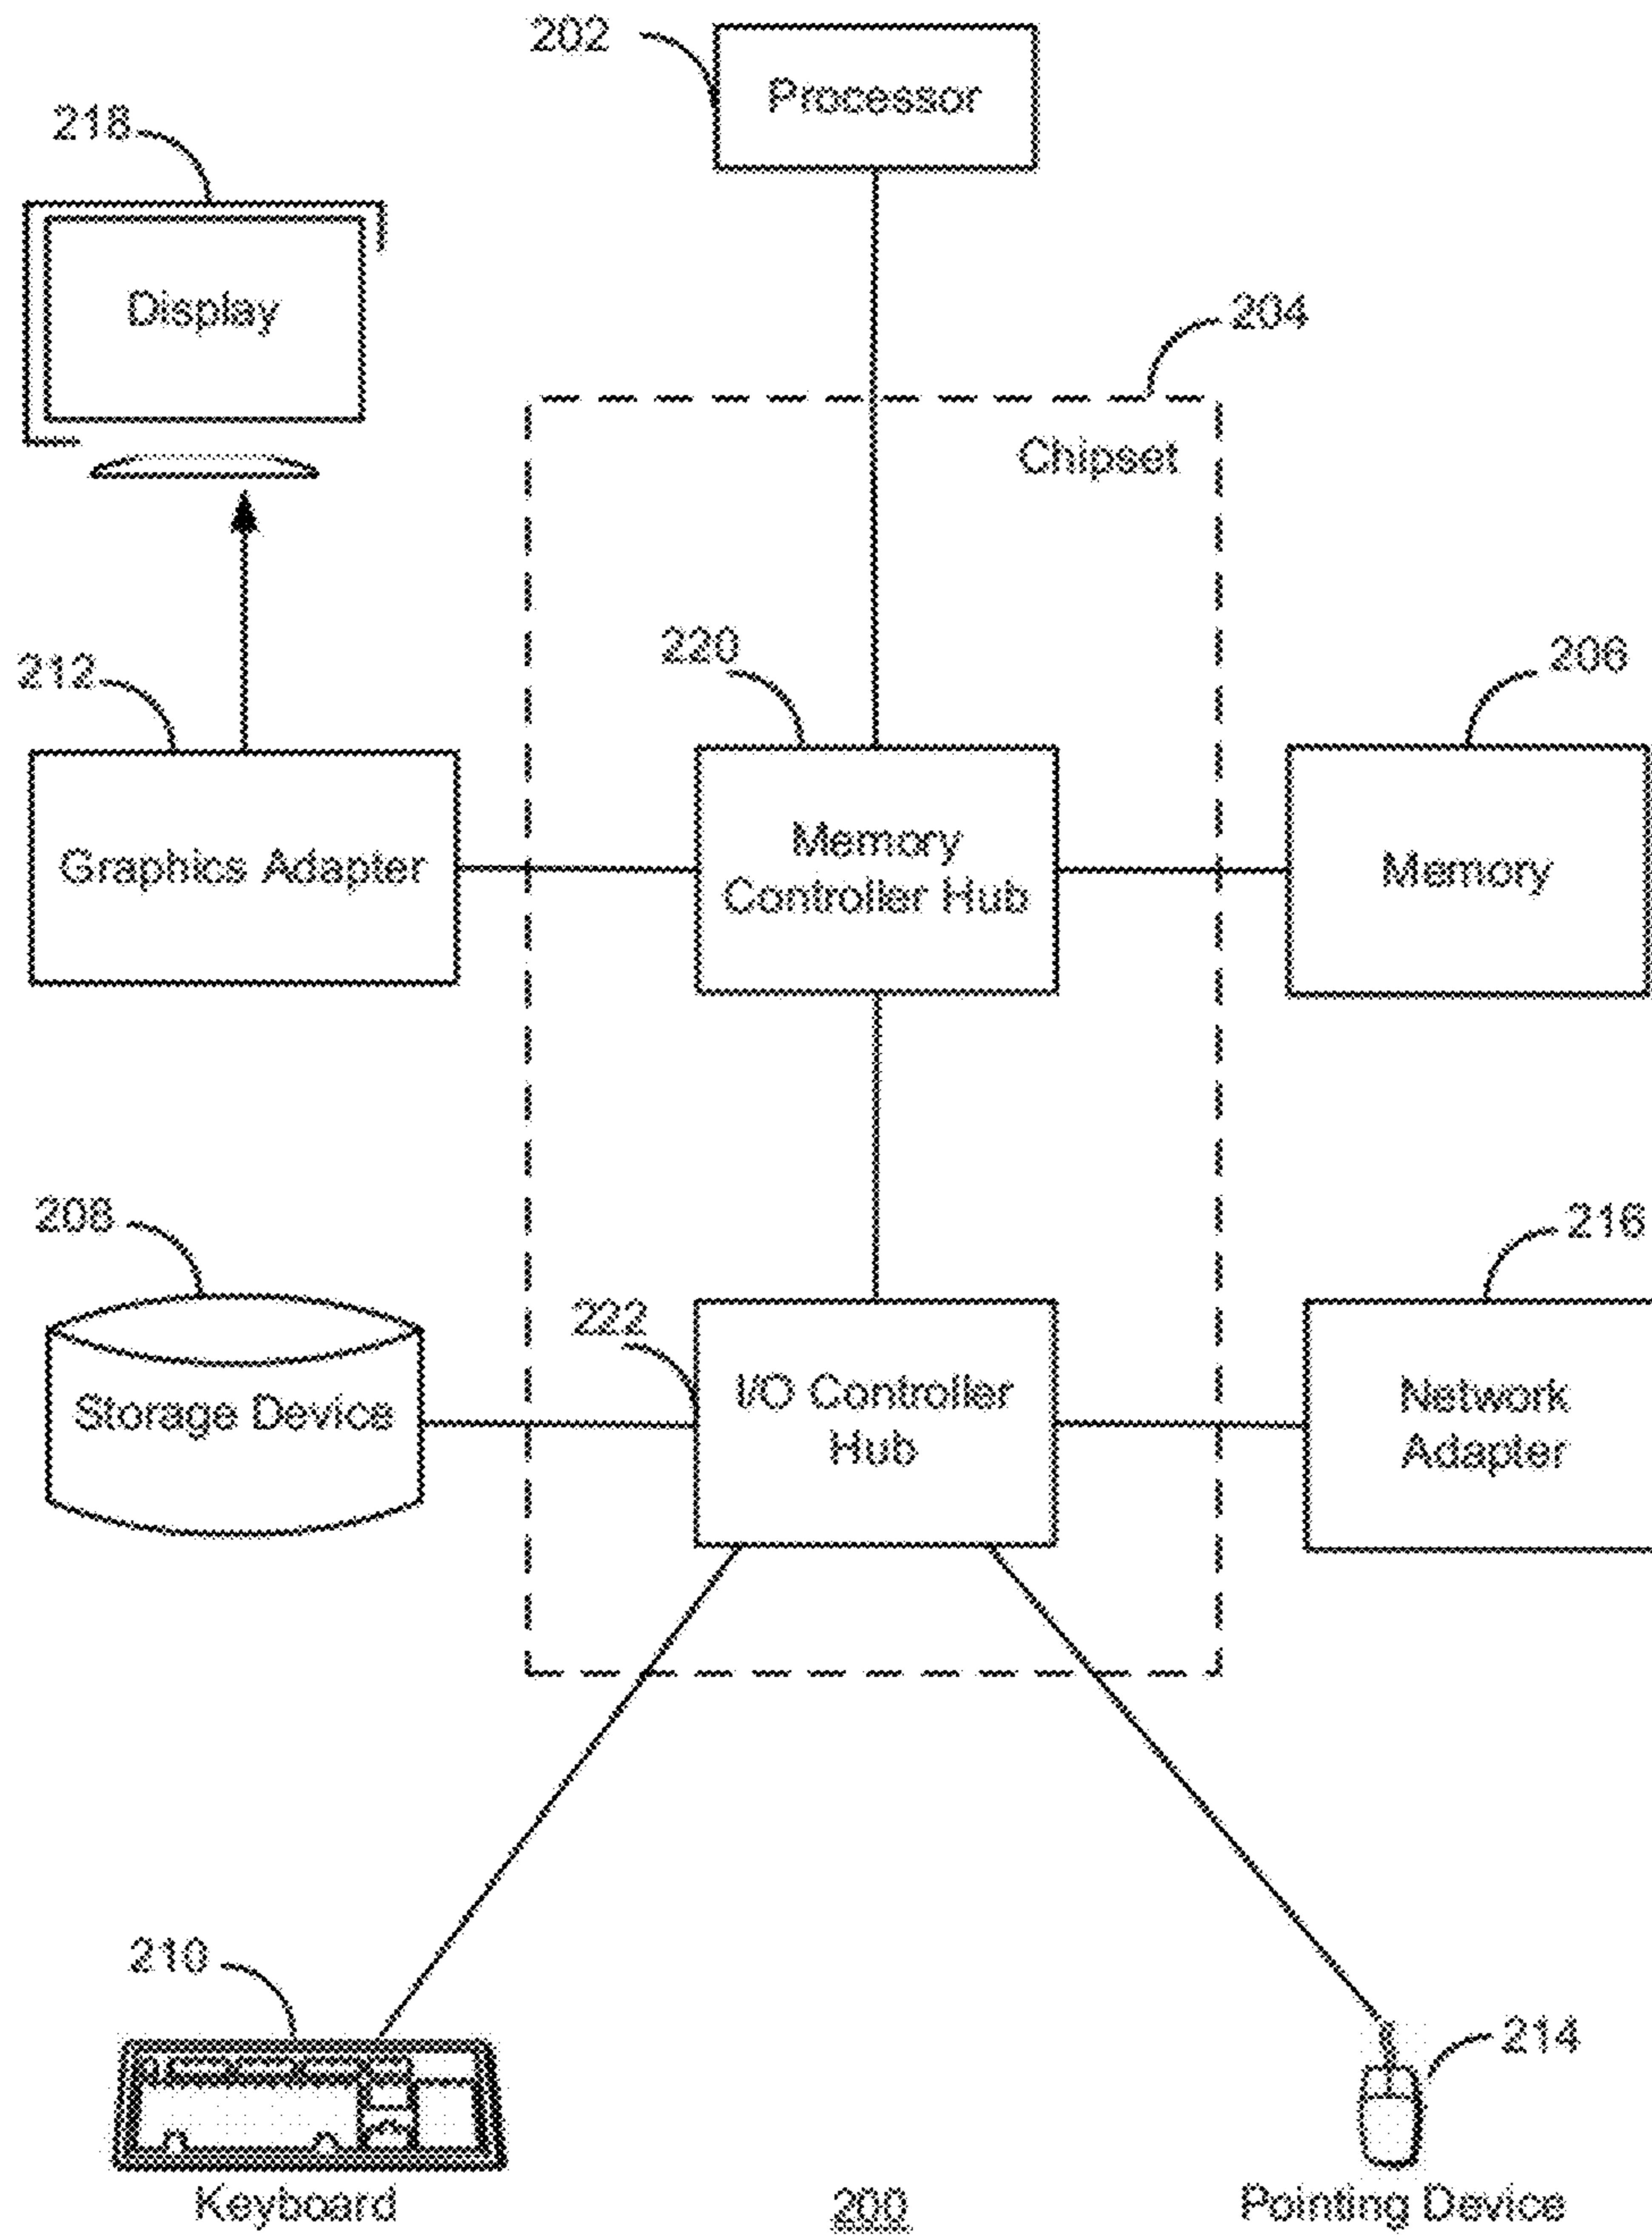 202
Processor
218
Display
204
Chipset
220
206
212
Memory
Controller Hub
Graphics Adapter
Memory
208
216
222
I/O Controller
Hub
Storage Device
Network
Adapter
210
214
Keyboard
200
Pointing Device